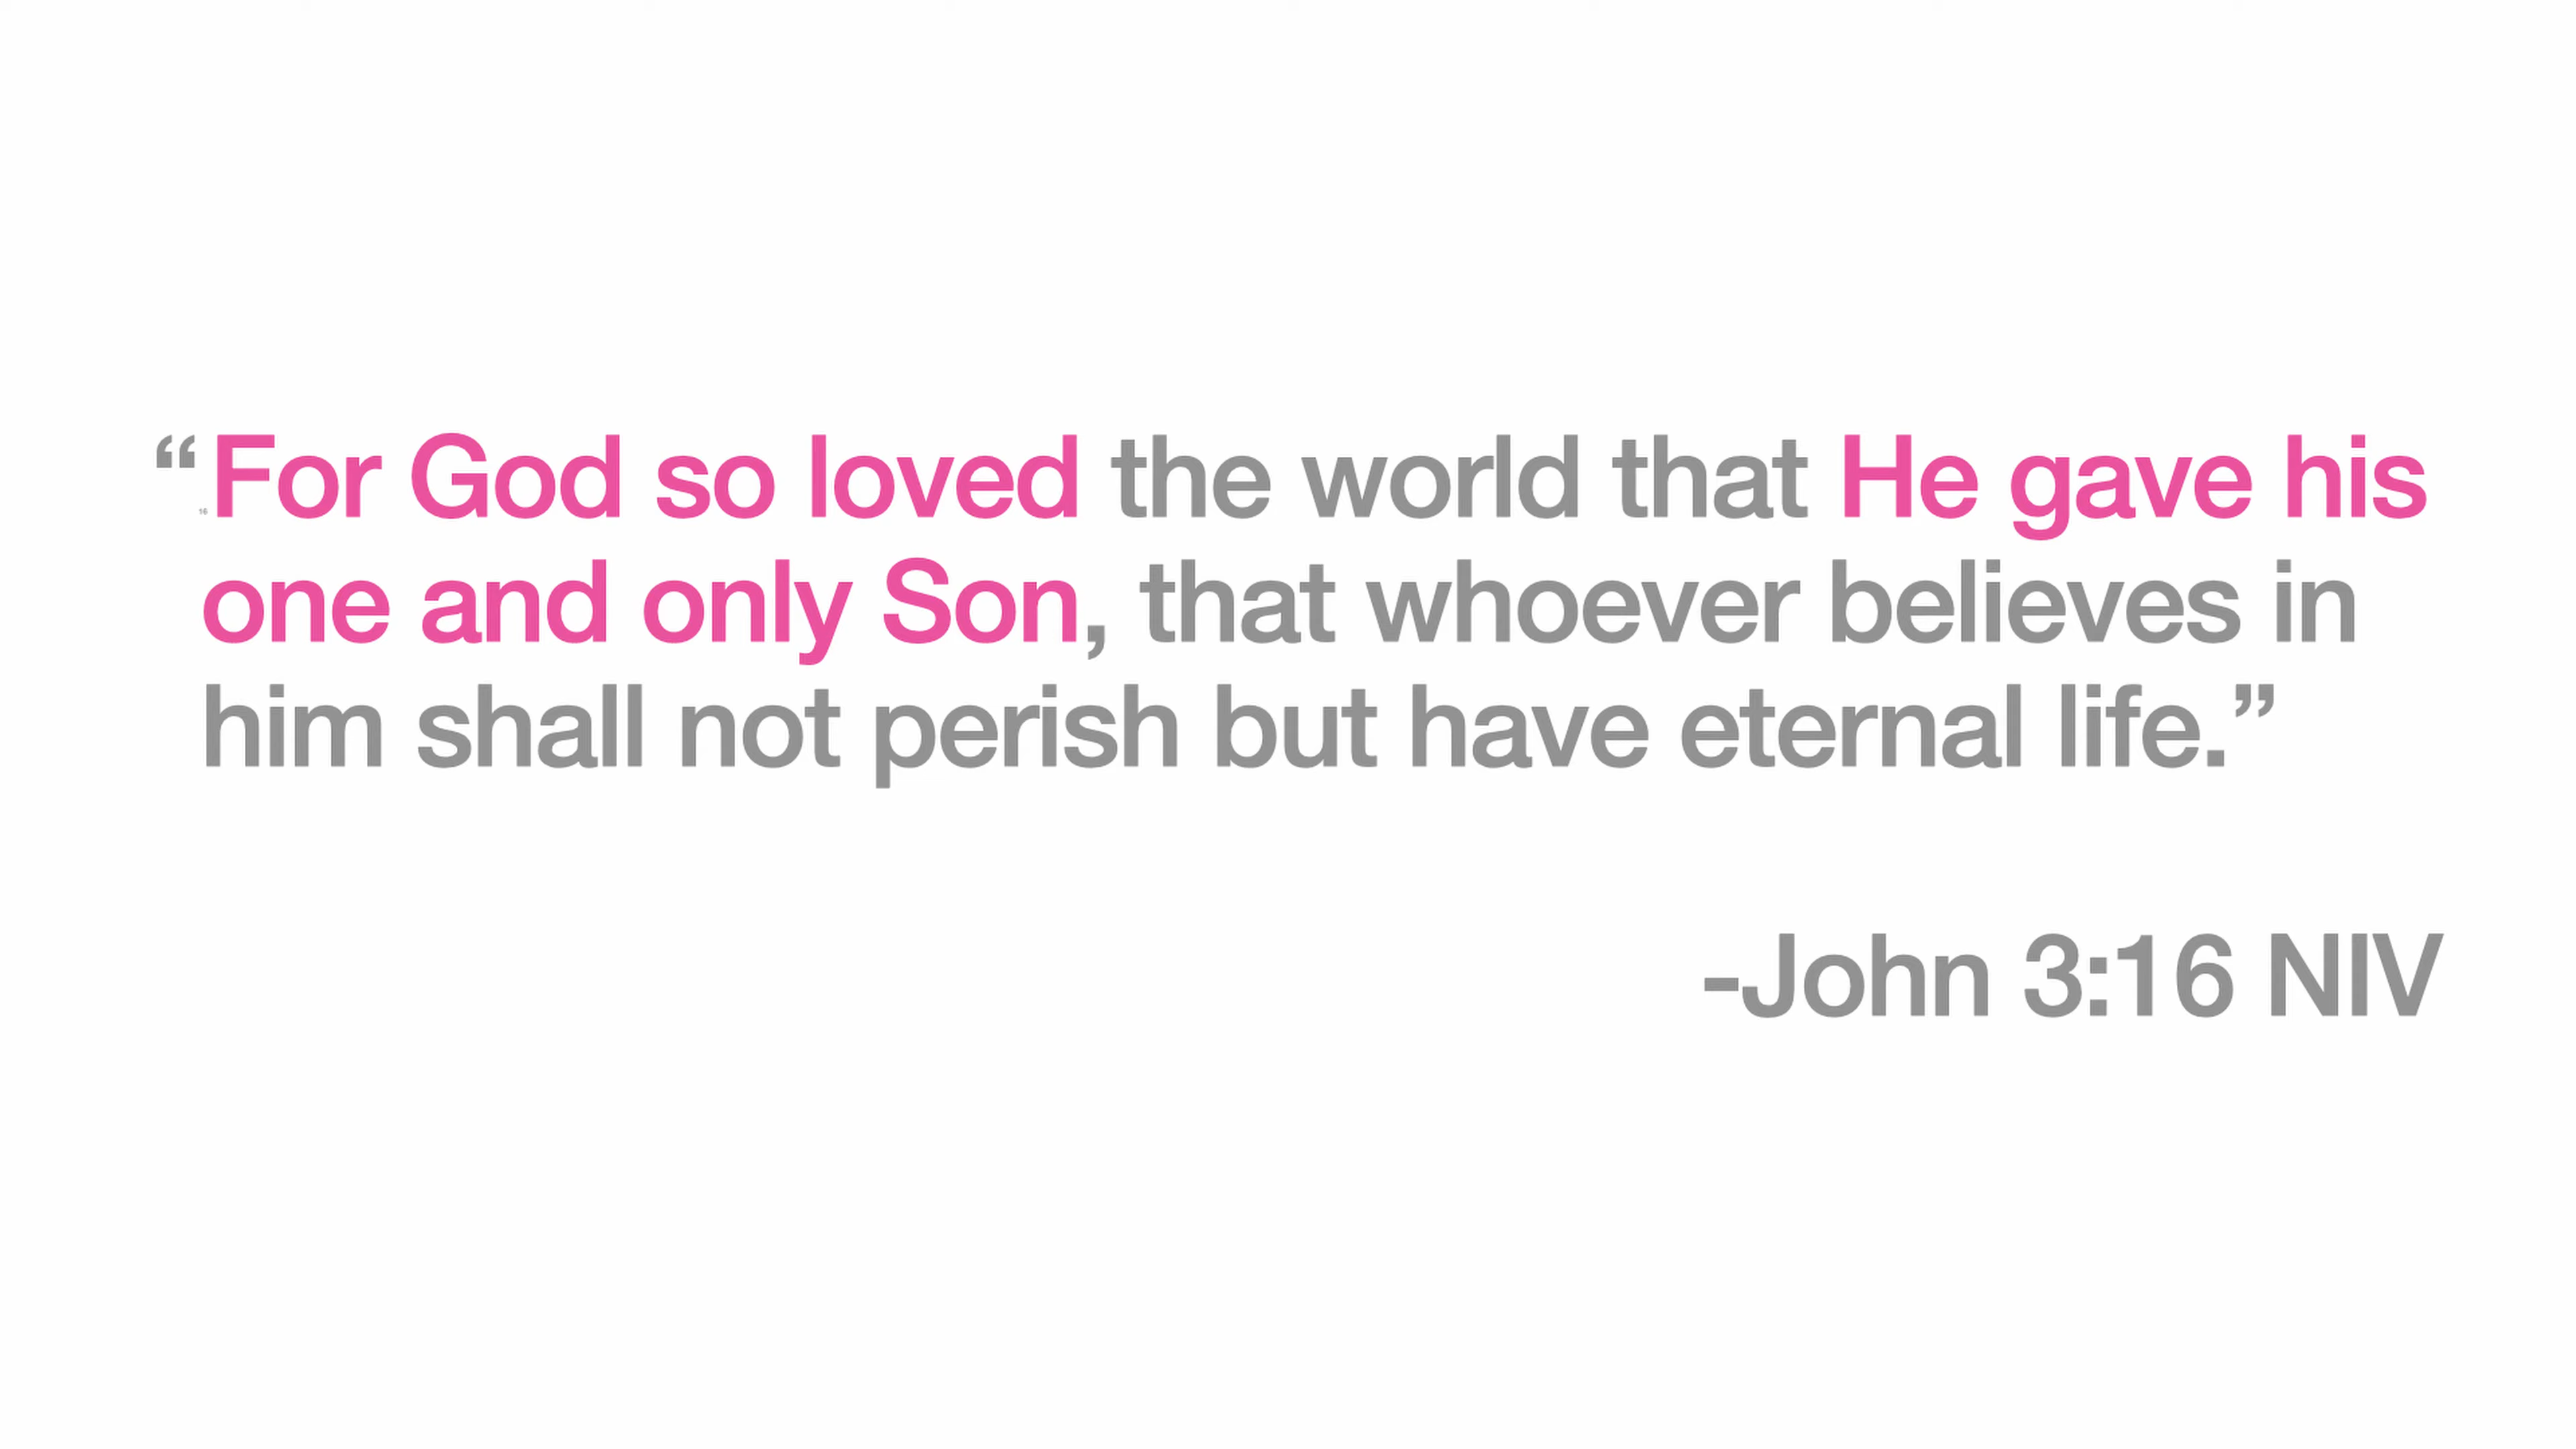 “16For God so loved the world that He gave his
one and only Son, that whoever believes in
him shall not perish but have eternal life.”
-John 3:16 NIV